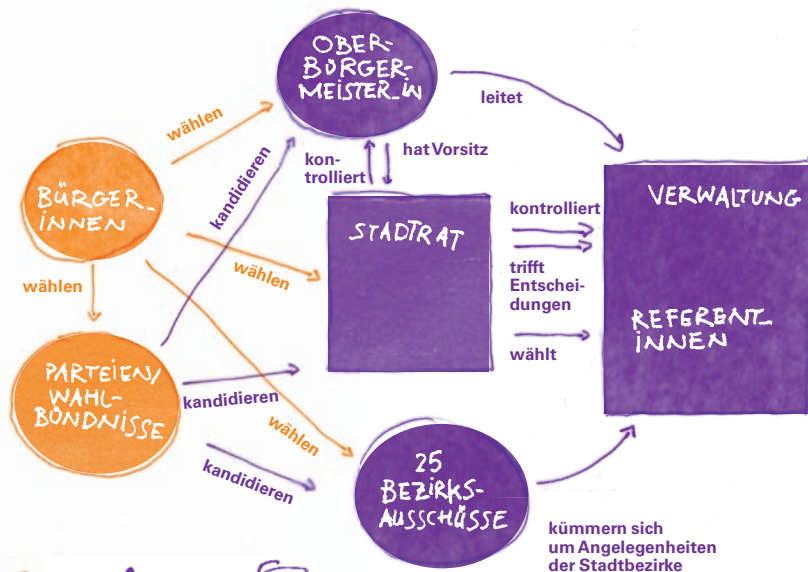 OBER-
BÜRGER-
MEISTER_IN
leitet
wählen
kandidieren
kon-
trolliert
hat Vorsitz
BÜRGER_
INNEN
STADTRAT
kontrolliert
VERWALTUNG
wählen
wählen
trifft
Entschei-
dungen
REFERENT_
INNEN
wählt
PARTEIEN/
WAHL-
BÜNDNISSE
kandidieren
wählen
kandidieren
25
BEZIRKS-
AUSSCHÜSSE
kümmern sich
um Angelegenheiten
der Stadtbezirke